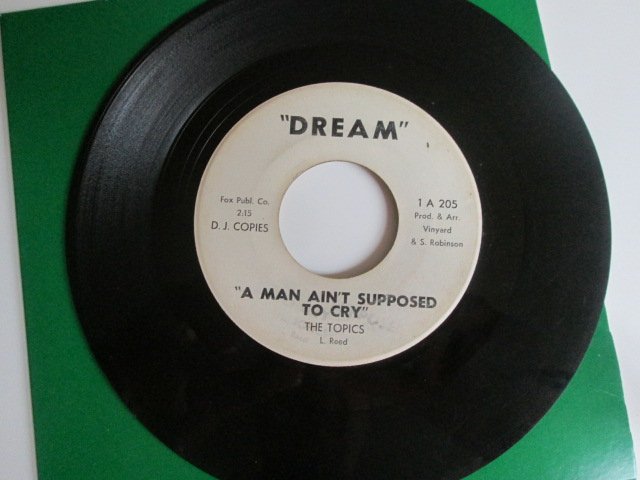 "DREAM"
Fox Publ. Co.
2:15
D. J. COPIES
1 A 205
Prod. & Arr.
Vinyard
& S. Robinson
"A MAN AIN'T SUPPOSED
TO CRY"
THE TOPICS
L. Reed